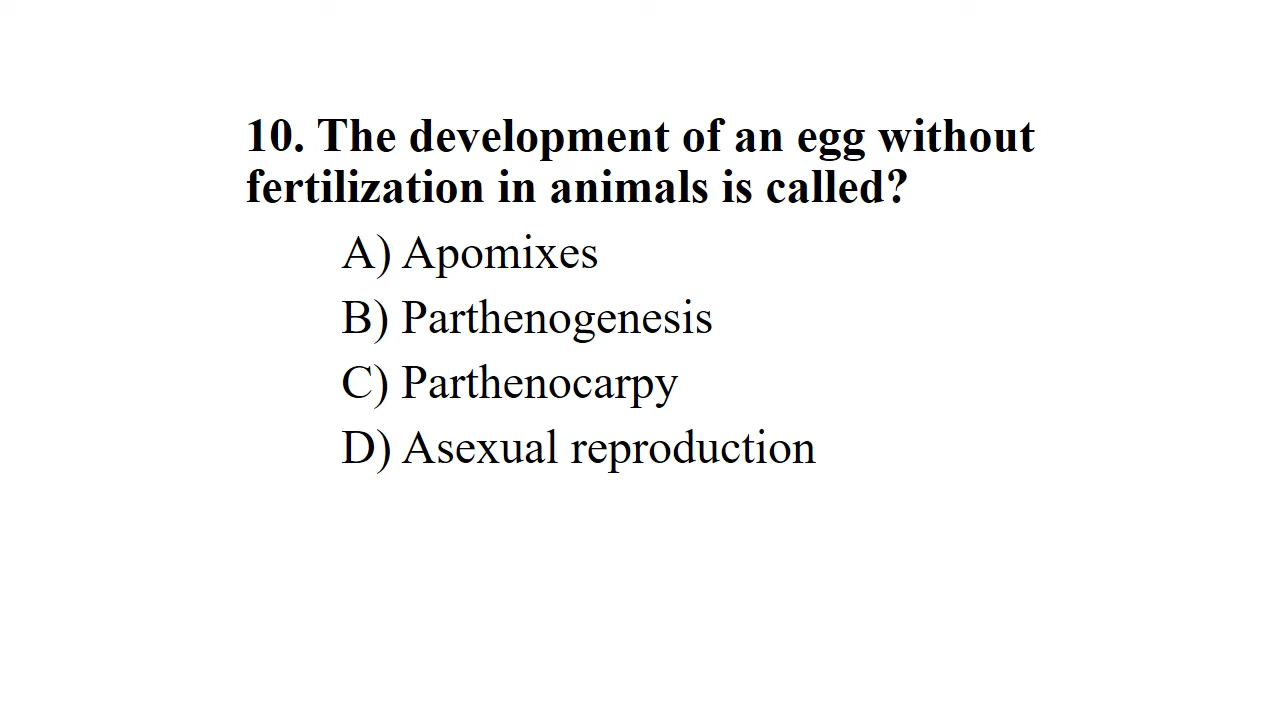 10. The development of an egg without
fertilization in animals is called?
A) Apomixes
B) Parthenogenesis
C) Parthenocarpy
D) Asexual reproduction